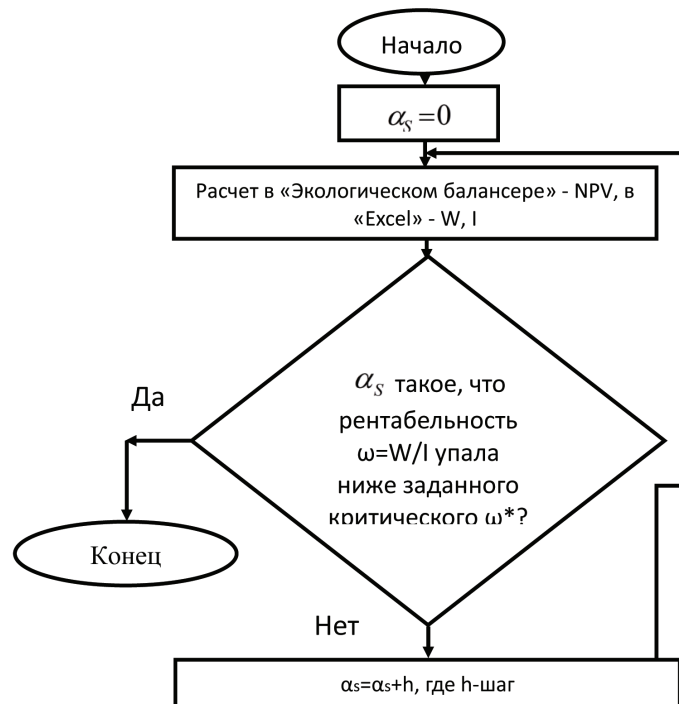 Начало
αₛ=0
Расчет в «Экологическом балансере» - NPV, в
«Excel» - W, I
αₛ такое, что
рентабельность
ω=W/I упала
ниже заданного
критического ω*?
Да
Конец
Нет
αₛ=αₛ+h, где h-шаг